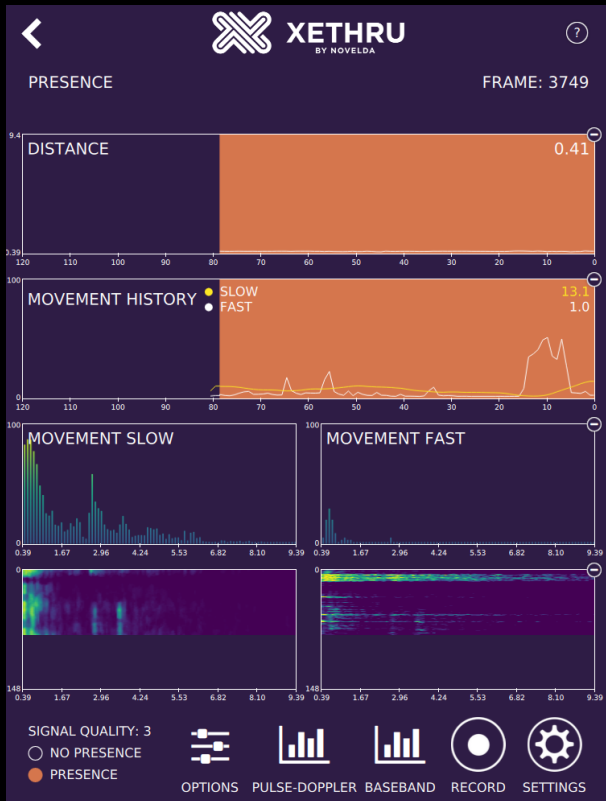 XETHRU
BY NOVELDA
?
PRESENCE FRAME: 3749
9.4
DISTANCE 0.41
0.39
120 110 100 90 80 70 60 50 40 30 20 10 0
100
MOVEMENT HISTORY SLOW 13.1
FAST 1.0
0
120 110 100 90 80 70 60 50 40 30 20 10 0
100 MOVEMENT SLOW 100 MOVEMENT FAST
0 0
0.39 1.67 2.96 4.24 5.53 6.82 8.10 9.39 0.39 1.67 2.96 4.24 5.53 6.82 8.10 9.39
0 0
148 148
0.39 1.67 2.96 4.24 5.53 6.82 8.10 9.39 0.39 1.67 2.96 4.24 5.53 6.82 8.10 9.39
SIGNAL QUALITY: 3
NO PRESENCE
PRESENCE
OPTIONS PULSE-DOPPLER BASEBAND RECORD SETTINGS